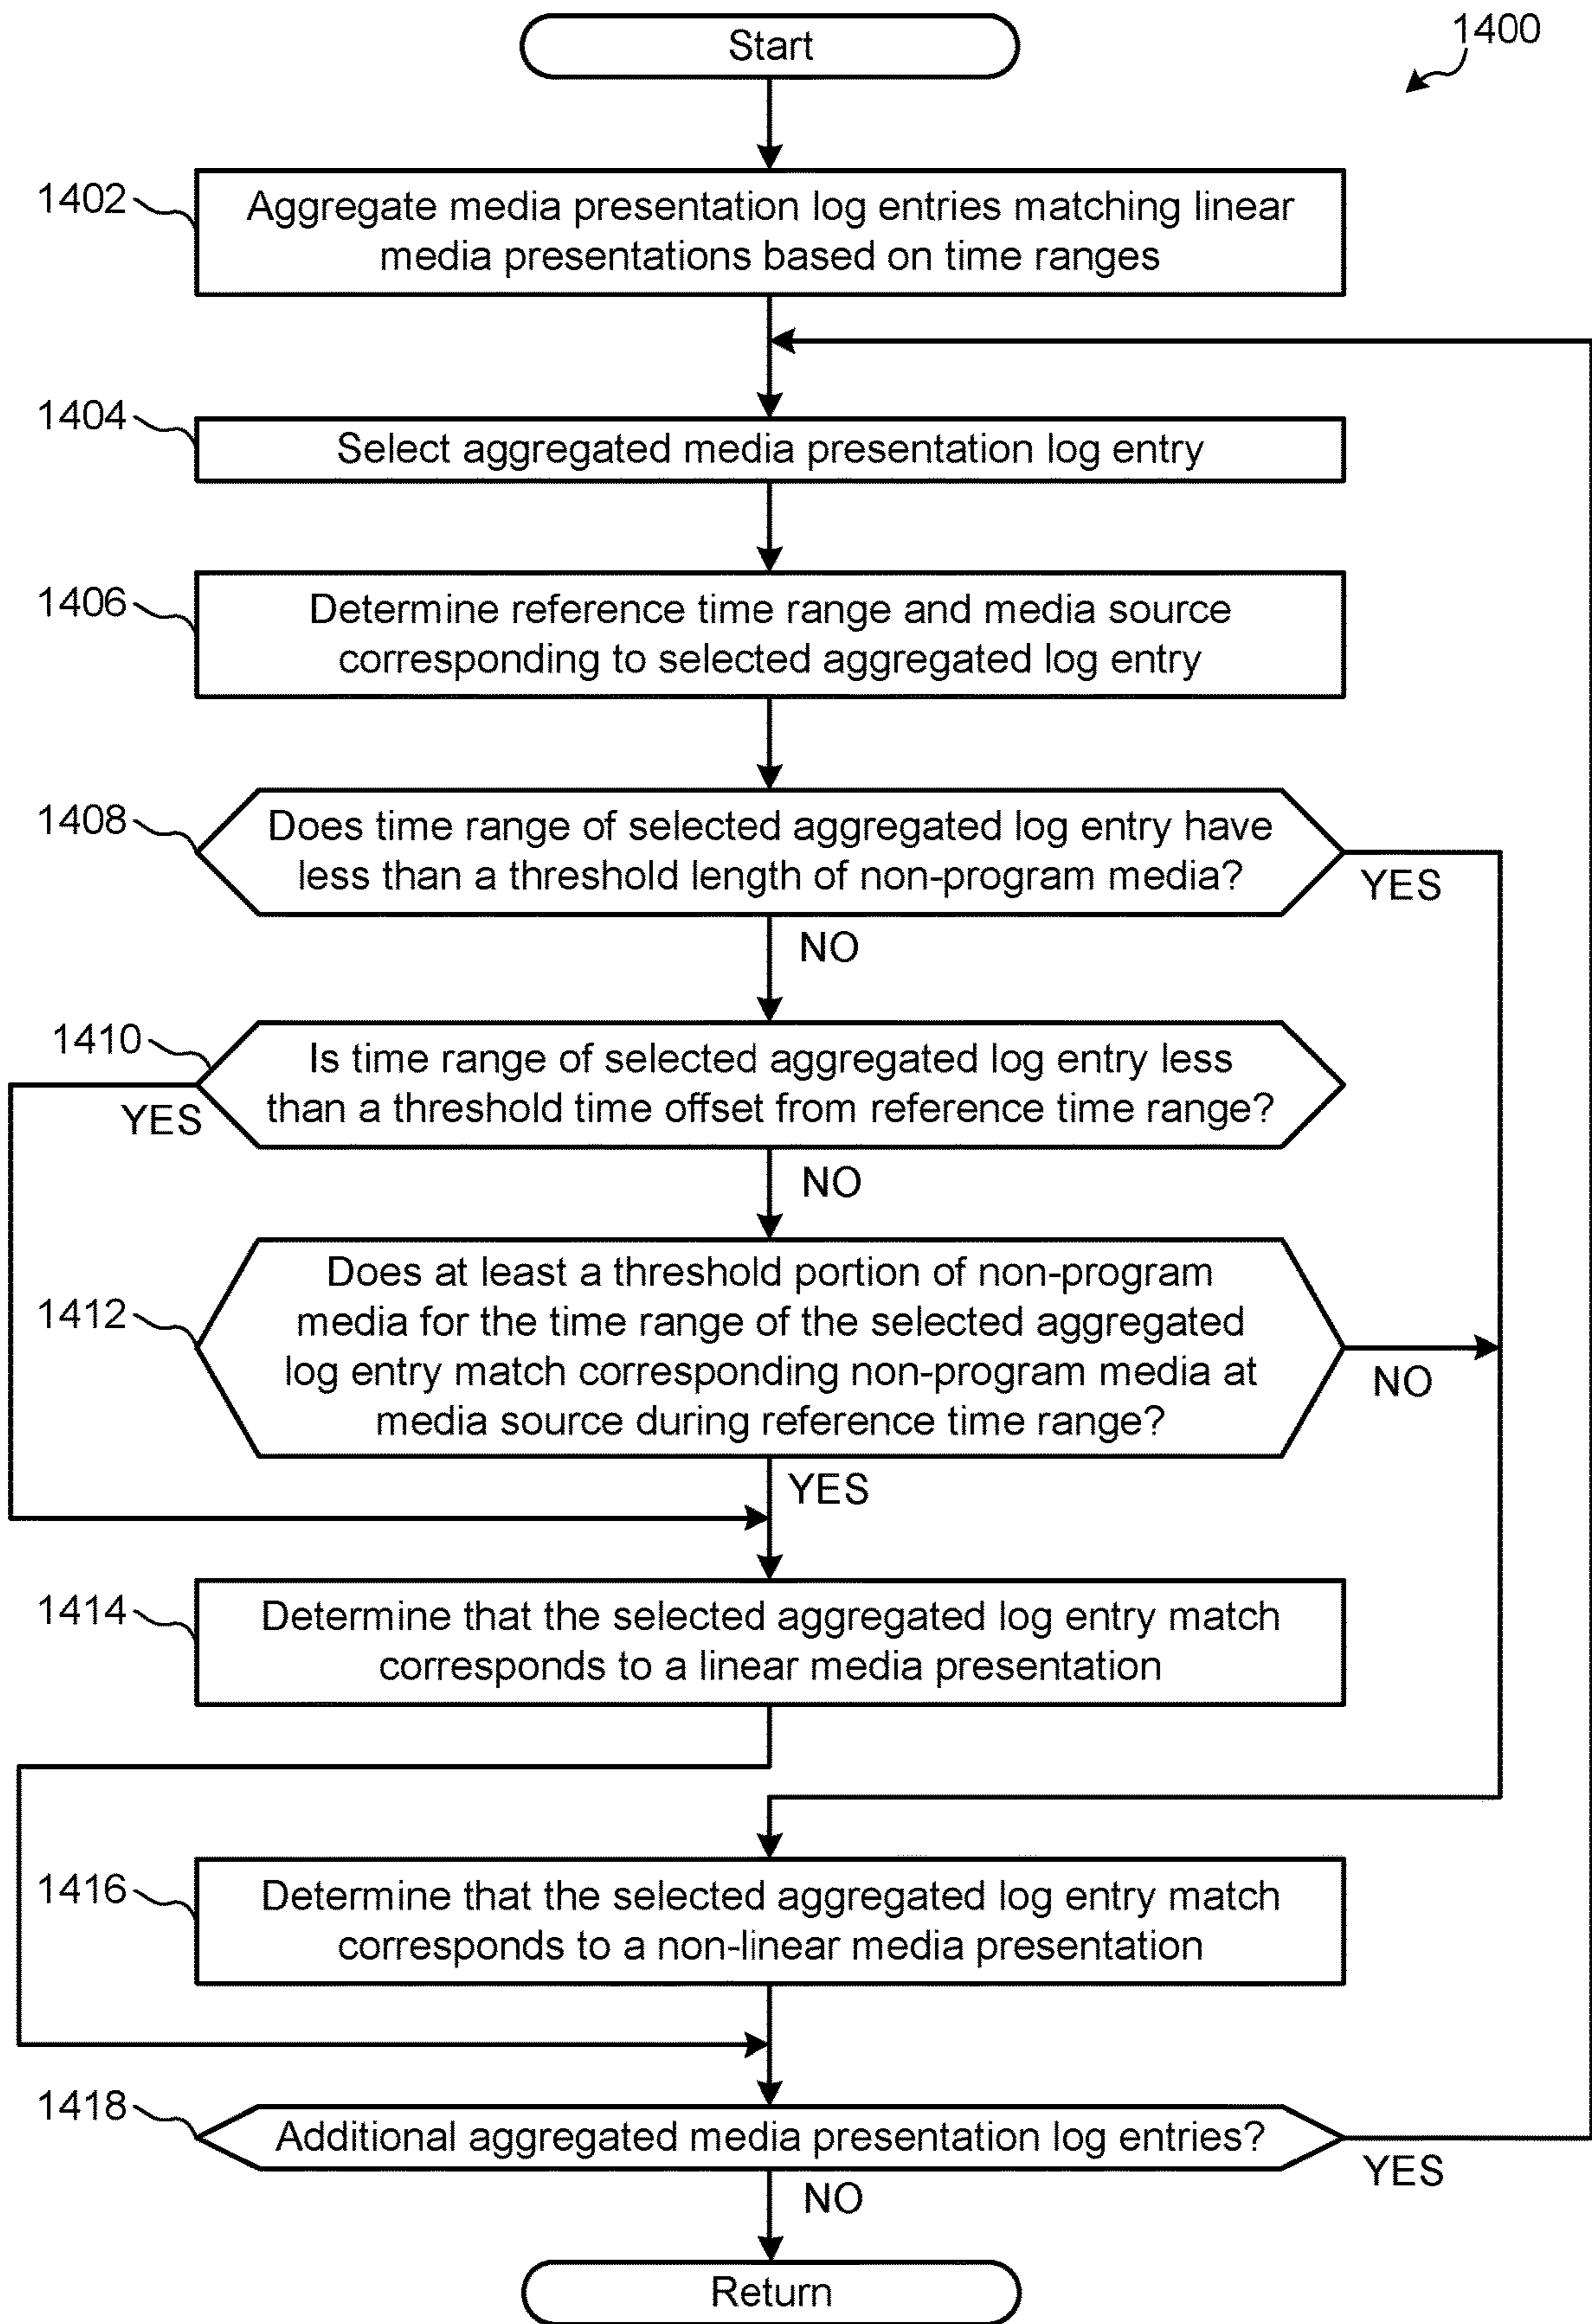 Start
1400
1402
Aggregate media presentation log entries matching linear
media presentations based on time ranges
1404
Select aggregated media presentation log entry
1406
Determine reference time range and media source
corresponding to selected aggregated log entry
1408
Does time range of selected aggregated log entry have
less than a threshold length of non-program media?
YES
NO
1410
Is time range of selected aggregated log entry less
than a threshold time offset from reference time range?
YES
NO
1412
Does at least a threshold portion of non-program
media for the time range of the selected aggregated
log entry match corresponding non-program media at
media source during reference time range?
NO
YES
1414
Determine that the selected aggregated log entry match
corresponds to a linear media presentation
1416
Determine that the selected aggregated log entry match
corresponds to a non-linear media presentation
1418
Additional aggregated media presentation log entries?
YES
NO
Return